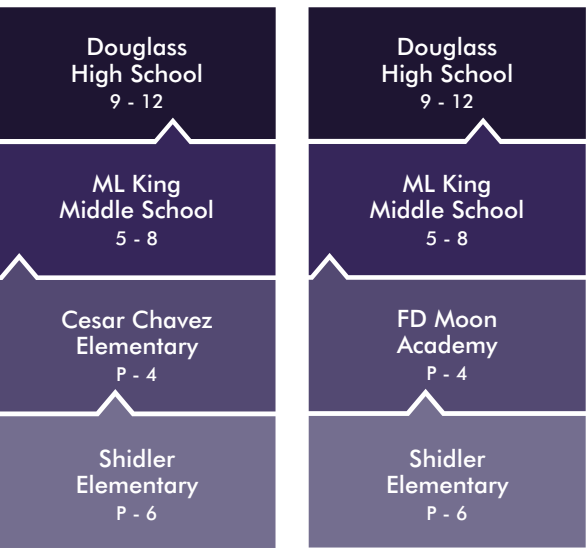 Douglass
High School
9 - 12
ML King
Middle School
5 - 8
Cesar Chavez
Elementary
P - 4
Shidler
Elementary
P - 6
Douglass
High School
9 - 12
ML King
Middle School
5 - 8
FD Moon
Academy
P - 4
Shidler
Elementary
P - 6